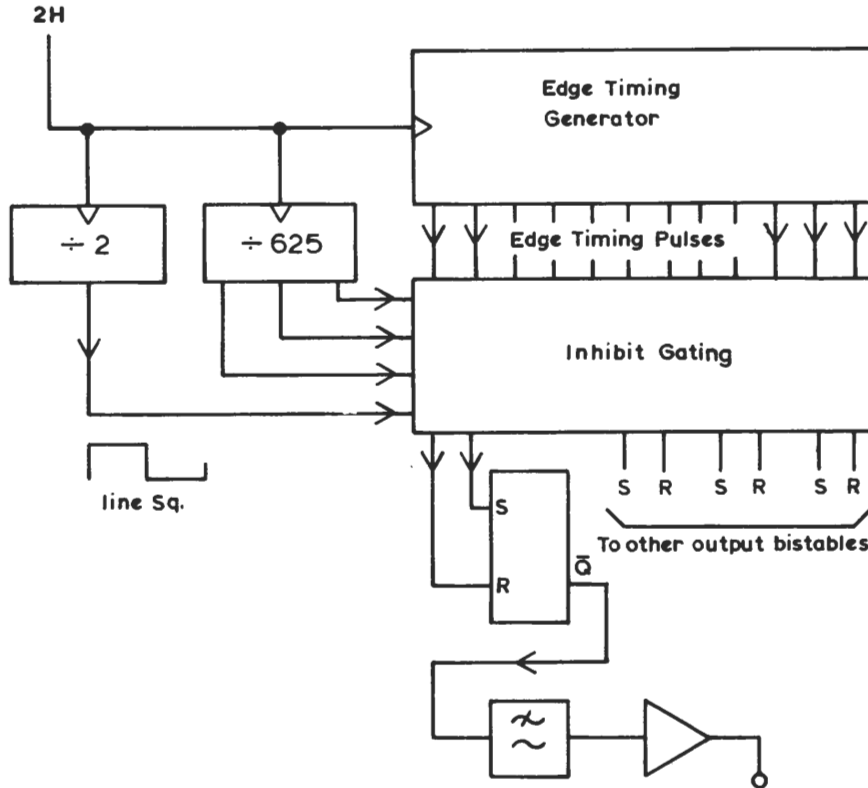 2H
Edge Timing
Generator
÷ 2
÷ 625
Edge Timing Pulses
Inhibit Gating
line Sq.
S R S R S R
To other output bistables
S
Q̄
R